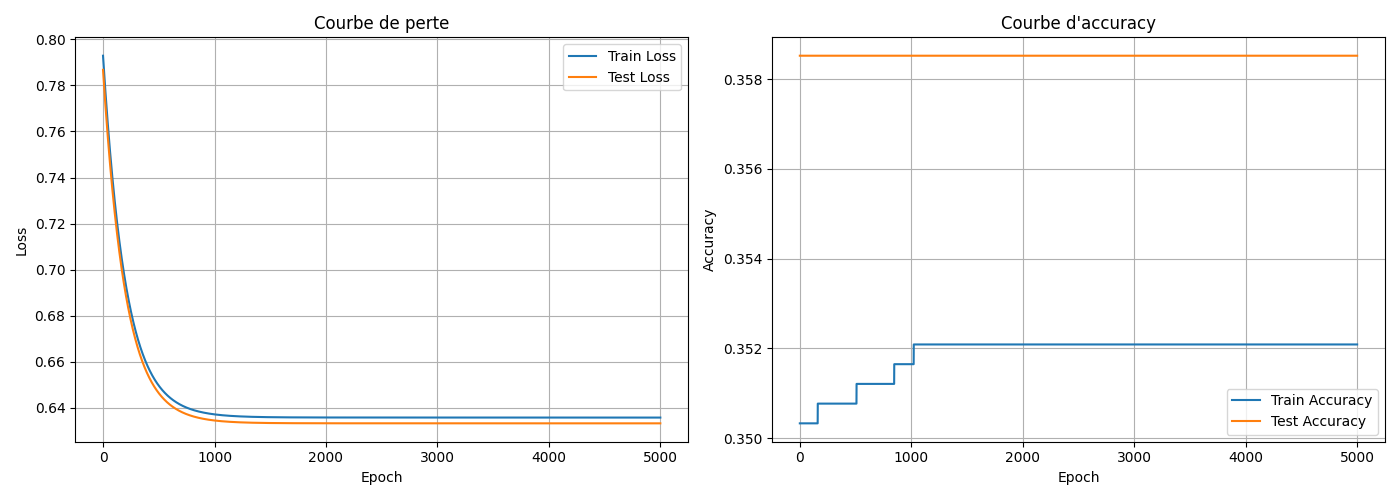 Courbe de perte
0.80
0.78
0.76
0.74
0.72
0.70
0.68
0.66
0.64
Loss
0 1000 2000 3000 4000 5000
Epoch
Train Loss
Test Loss
Courbe d'accuracy
0.358
0.356
0.354
0.352
0.350
Accuracy
0 1000 2000 3000 4000 5000
Epoch
Train Accuracy
Test Accuracy